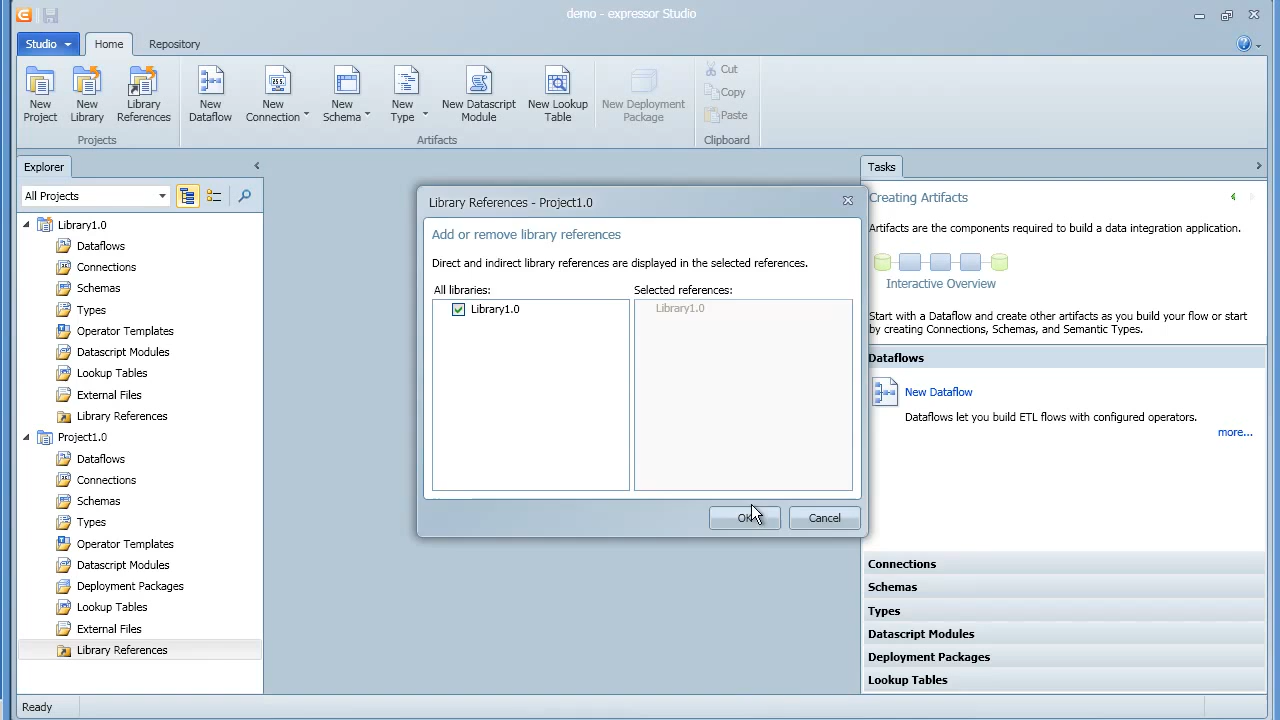 demo - expressor Studio
Studio
Home
Repository
New Project
New Library
Library References
New Dataflow
New Connection
New Schema
New Type
New Datascript Module
New Lookup Table
New Deployment Package
Cut
Copy
Paste
Projects
Artifacts
Clipboard
Explorer
All Projects
Library1.0
Dataflows
Connections
Schemas
Types
Operator Templates
Datascript Modules
Lookup Tables
External Files
Library References
Project1.0
Dataflows
Connections
Schemas
Types
Operator Templates
Datascript Modules
Deployment Packages
Lookup Tables
External Files
Library References
Library References - Project1.0
Add or remove library references
Direct and indirect library references are displayed in the selected references.
All libraries:
Selected references:
Library1.0
Library1.0
OK
Cancel
Tasks
Creating Artifacts
Artifacts are the components required to build a data integration application.
Interactive Overview
Start with a Dataflow and create other artifacts as you build your flow or start
by creating Connections, Schemas, and Semantic Types.
Dataflows
New Dataflow
Dataflows let you build ETL flows with configured operators.
more...
Connections
Schemas
Types
Datascript Modules
Deployment Packages
Lookup Tables
Ready